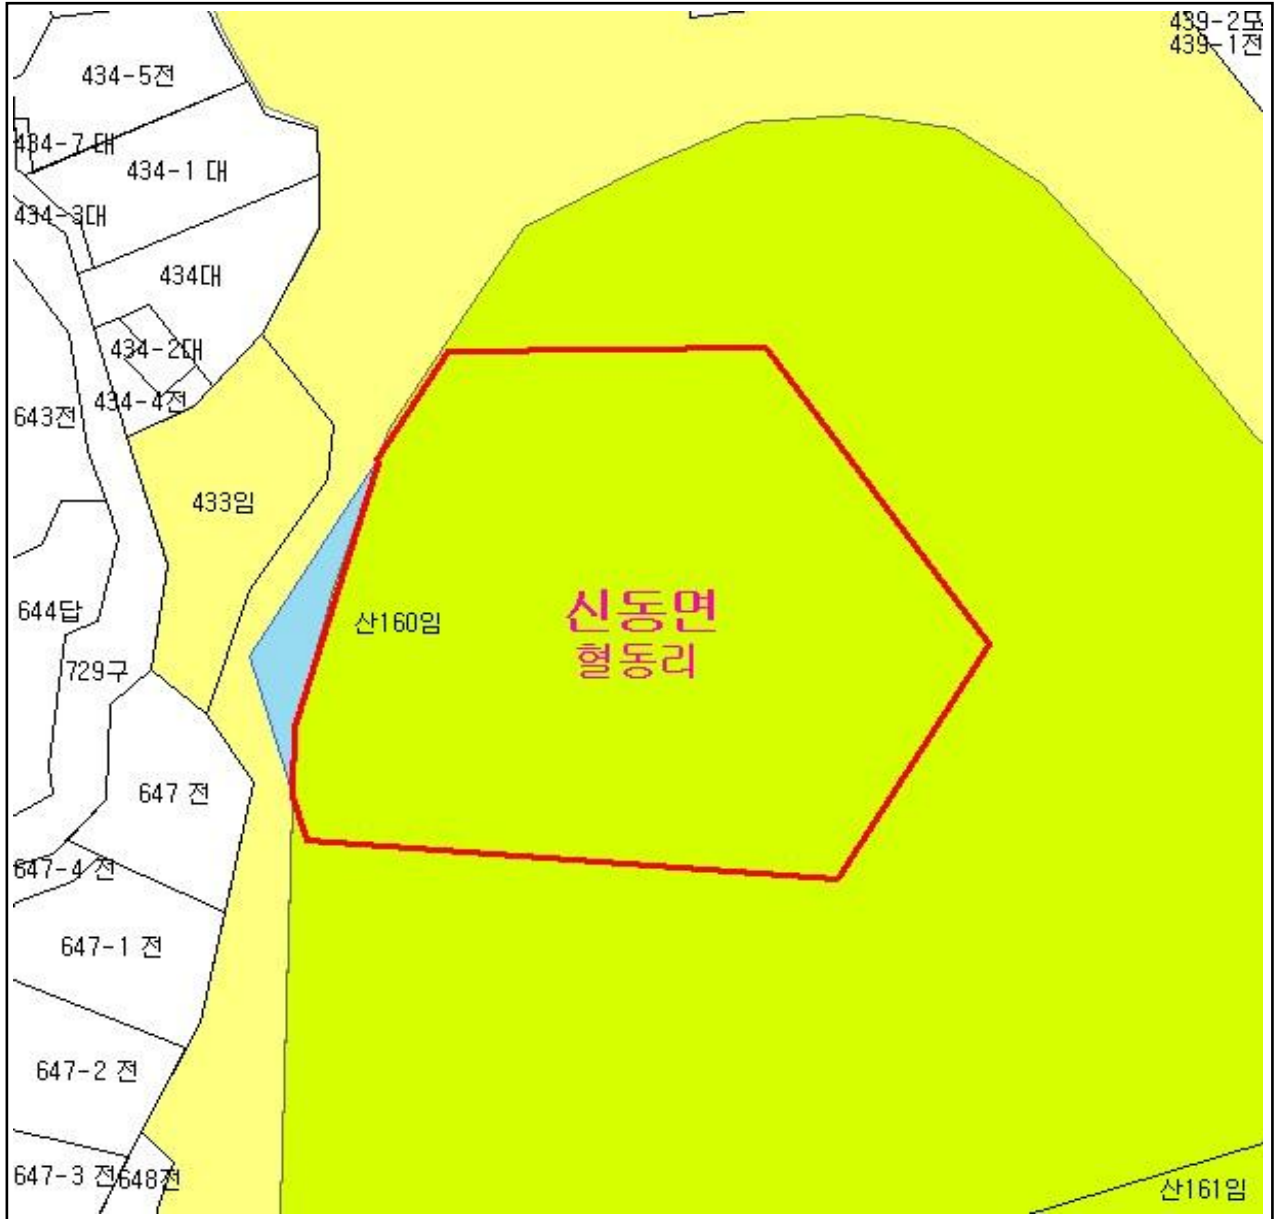 439-2도
439-1전
434-5전
434-7 대
434-1 대
434-3대
434대
434-2대
434-4전
643전
433임
644답
산160임
신동면
혈동리
729구
647 전
647-4 전
647-1 전
647-2 전
647-3 전
648전
산161임